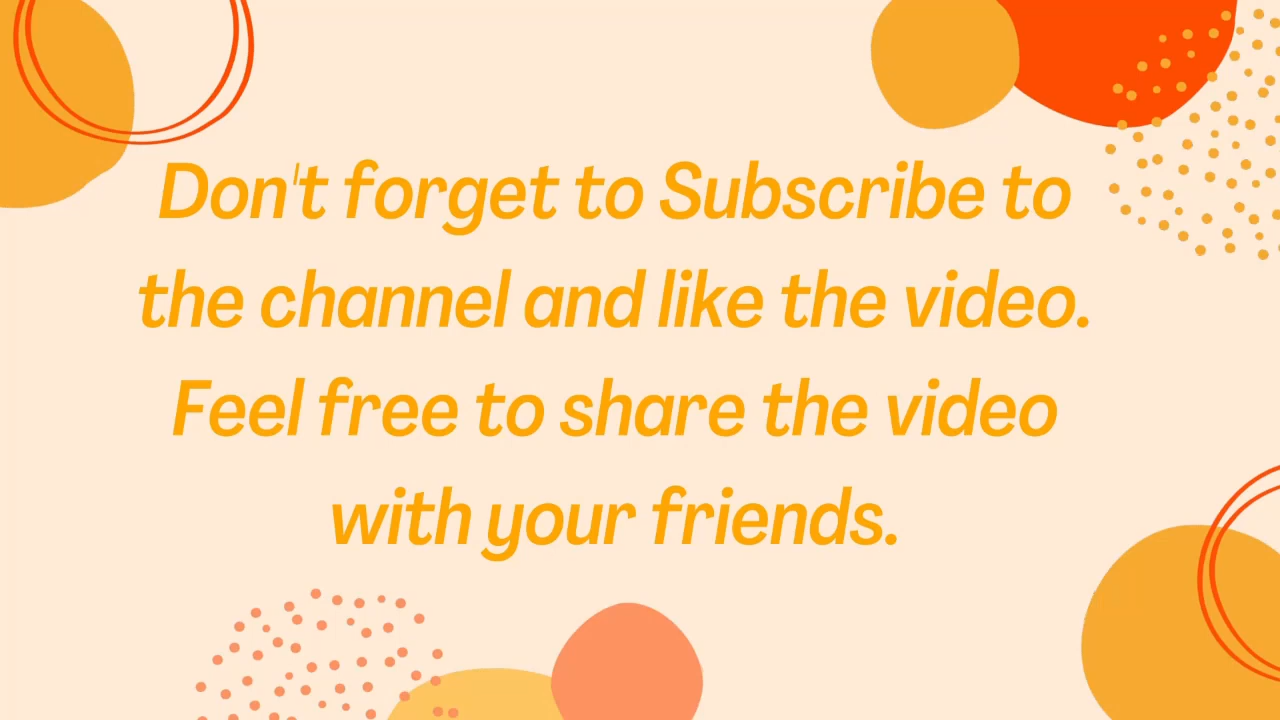 Don't forget to Subscribe to
the channel and like the video.
Feel free to share the video
with your friends.